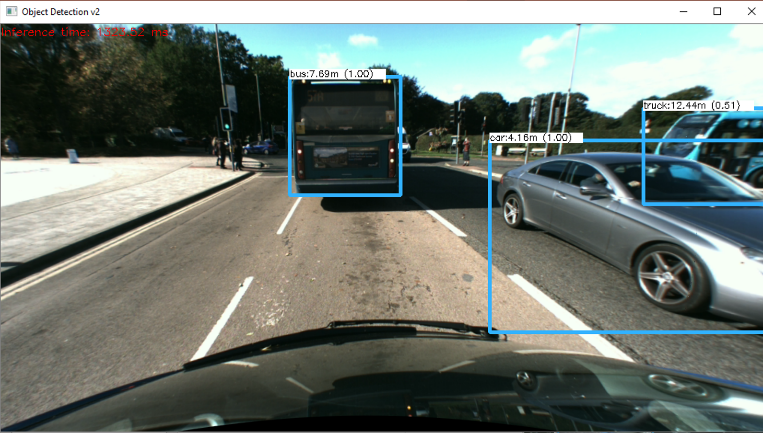 Object Detection v2
bus:7.69m (1.00)
truck:12.44m (0.51)
car:4.16m (1.00)